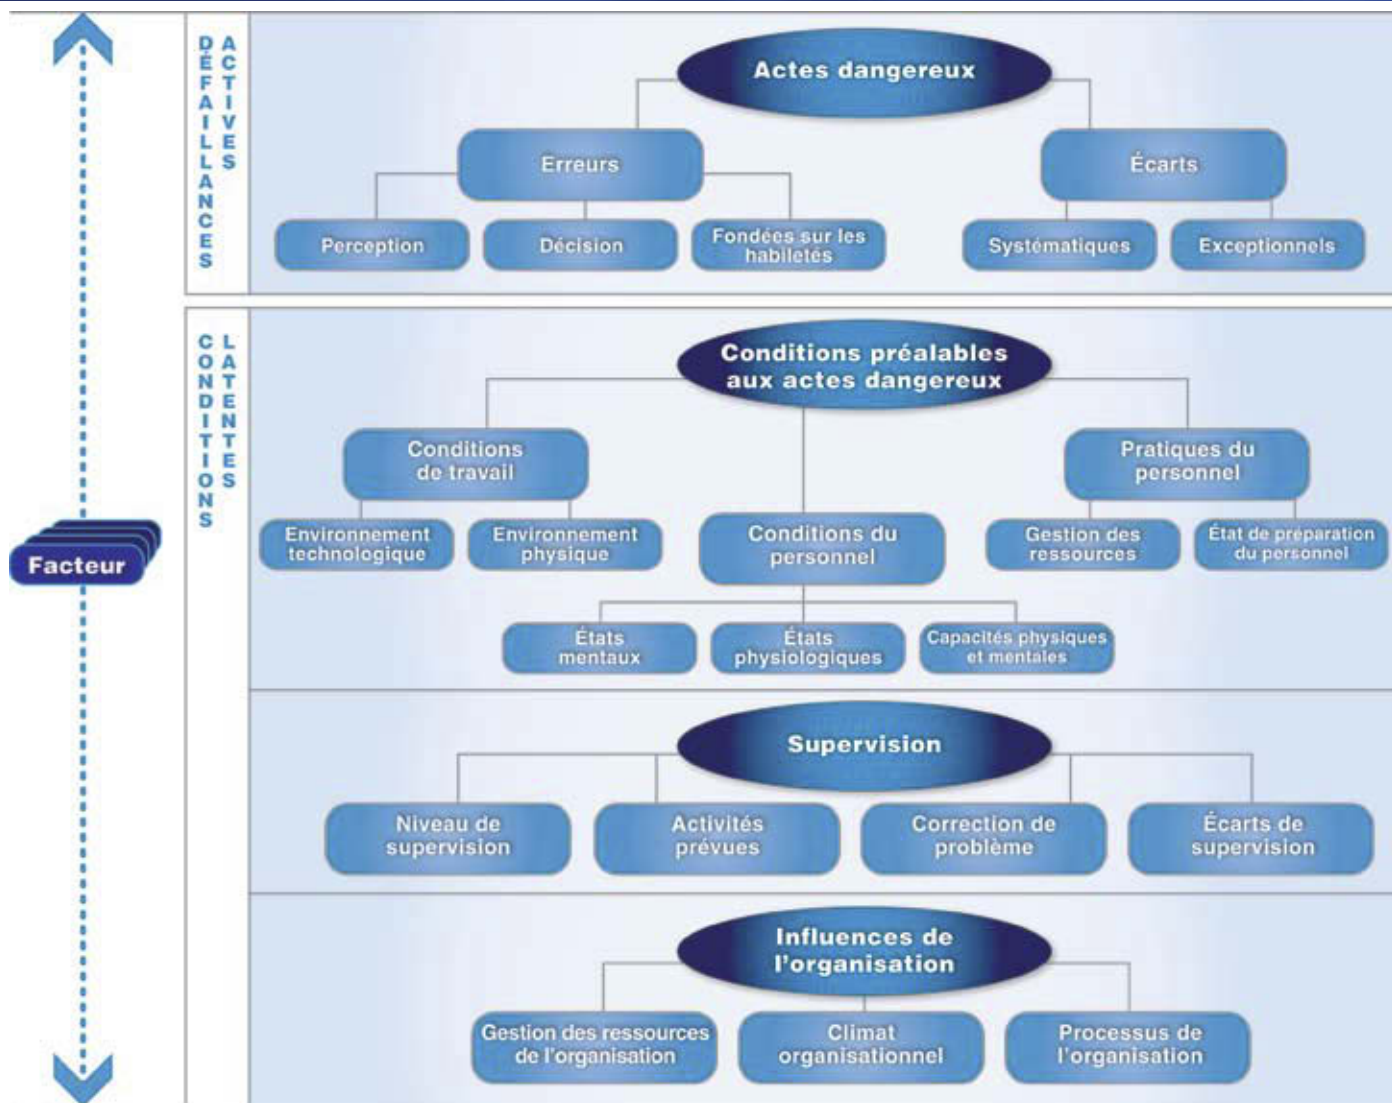 DÉFAILLANCES
ACTIVES
Actes dangereux
Erreurs
Écarts
Perception
Décision
Fondées sur les
habiletés
Systématiques
Exceptionnels
CONDITIONS
LATENTES
Conditions préalables
aux actes dangereux
Conditions
de travail
Pratiques du
personnel
Environnement
technologique
Environnement
physique
Conditions du
personnel
Gestion des
ressources
État de préparation
du personnel
Facteur
États
mentaux
États
physiologiques
Capacités physiques
et mentales
Supervision
Niveau de
supervision
Activités
prévues
Correction de
problème
Écarts de
supervision
Influences de
l'organisation
Gestion des ressources
de l'organisation
Climat
organisationnel
Processus de
l'organisation